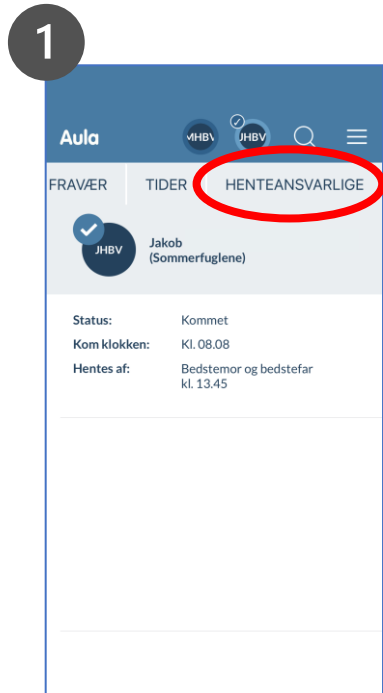 1
Aula
MHBV
JHBV
FRAVÆR TIDER HENTEANSVARLIGE
JHBV
Jakob
(Sommerfuglene)
Status: Kommet
Kom klokken: Kl. 08.08
Hentes af: Bedstemor og bedstefar
kl. 13.45